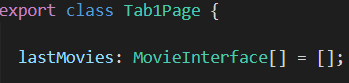 export class Tab1Page {
lastMovies: MovieInterface[] = [];